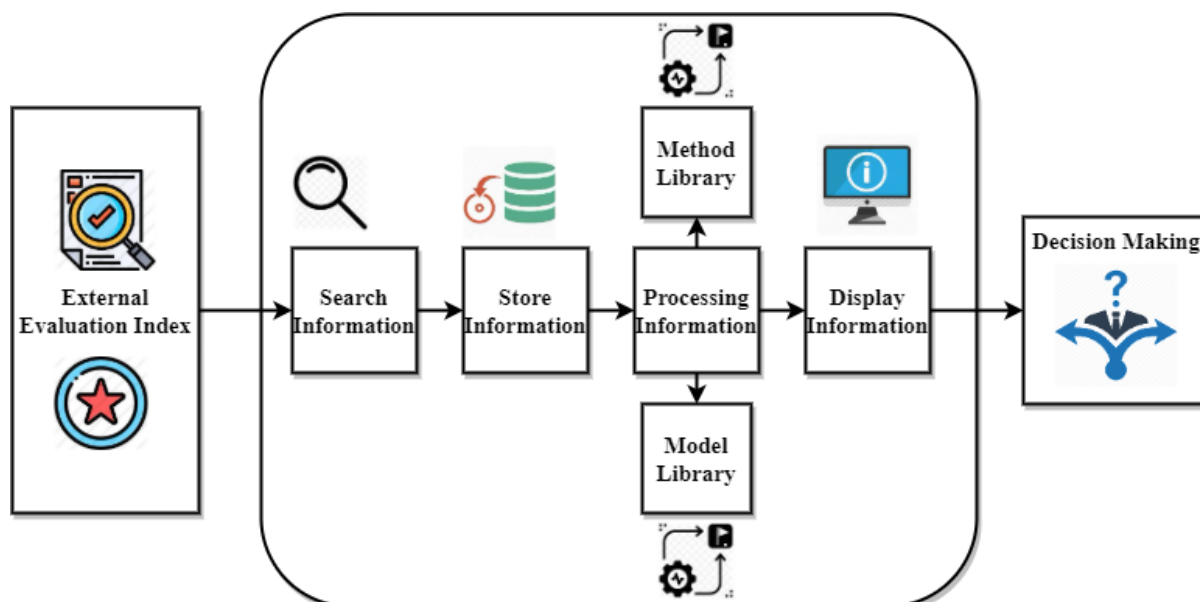 External
Evaluation Index
Search
Information
Store
Information
Method
Library
Processing
Information
Model
Library
Display
Information
Decision Making